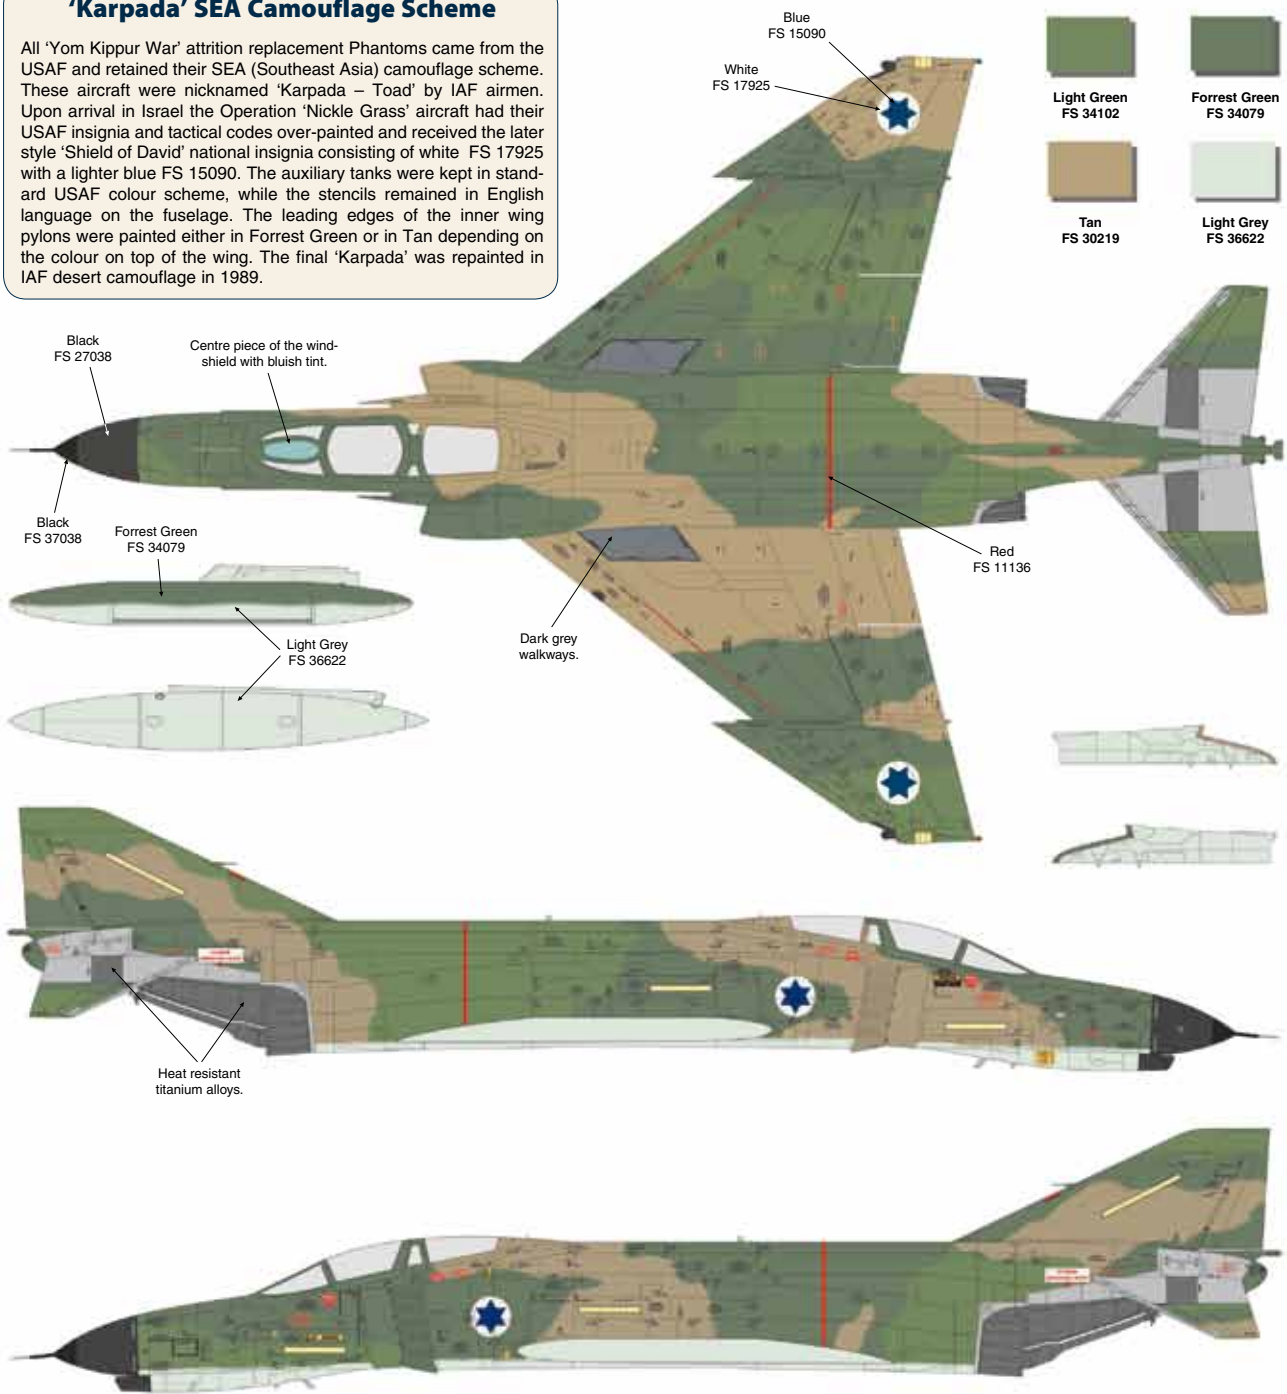 'Karpada' SEA Camouflage Scheme
All 'Yom Kippur War' attrition replacement Phantoms came from the
USAF and retained their SEA (Southeast Asia) camouflage scheme.
These aircraft were nicknamed 'Karpada – Toad' by IAF airmen.
Upon arrival in Israel the Operation 'Nickle Grass' aircraft had their
USAF insignia and tactical codes over-painted and received the later
style 'Shield of David' national insignia consisting of white FS 17925
with a lighter blue FS 15090. The auxiliary tanks were kept in stand-
ard USAF colour scheme, while the stencils remained in English
language on the fuselage. The leading edges of the inner wing
pylons were painted either in Forrest Green or in Tan depending on
the colour on top of the wing. The final 'Karpada' was repainted in
IAF desert camouflage in 1989.
Blue
FS 15090
White
FS 17925
Light Green
FS 34102
Forrest Green
FS 34079
Tan
FS 30219
Light Grey
FS 36622
Black
FS 27038
Centre piece of the wind-
shield with bluish tint.
Black
FS 37038
Forrest Green
FS 34079
Red
FS 11136
Light Grey
FS 36622
Dark grey
walkways.
Heat resistant
titanium alloys.